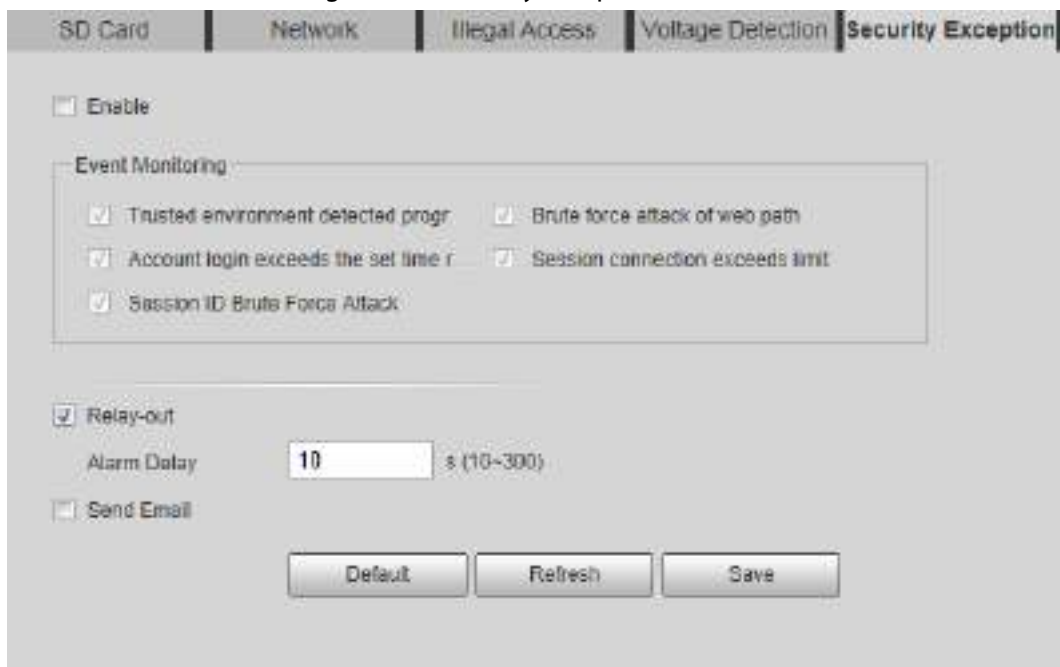 SD Card Network Illegal Access Voltage Detection Security Exception
Enable
Event Monitoring
Trusted environment detected progr Brute force attack of web path
Account login exceeds the set time r Session connection exceeds limit
Session ID Brute Force Attack
Relay-out
Alarm Delay 10 s (10~300)
Send Email
Default Refresh Save